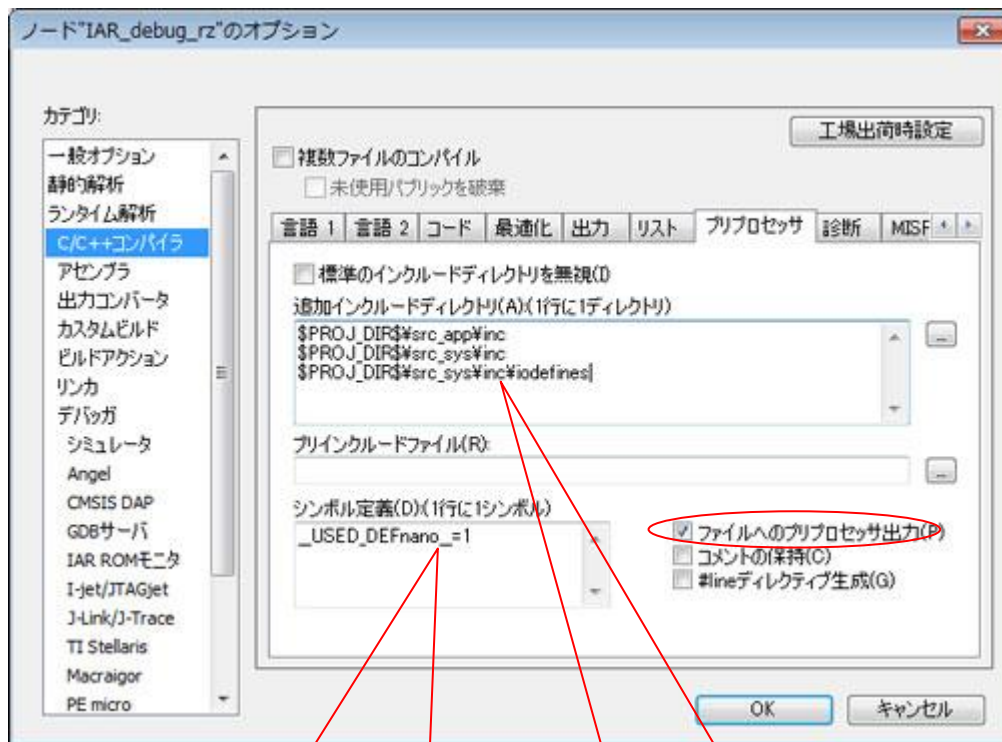 ノード"IAR_debug_rz"のオプション
カテゴリ:
一般オプション
静的解析
ランタイム解析
C/C++コンパイラ
アセンブラ
出力コンバータ
カスタムビルド
ビルドアクション
リンカ
デバッガ
シミュレータ
Angel
CMSIS DAP
GDBサーバ
IAR ROMモニタ
I-jet/JTAGjet
J-Link/J-Trace
TI Stellaris
Macraigor
PE micro
工場出荷時設定
複数ファイルのコンパイル
未使用パブリックを破棄
言語 1 言語 2 コード 最適化 出力 リスト プリプロセッサ 診断 MISF
標準のインクルードディレクトリを無視(I
追加インクルードディレクトリ(A):(1行に1ディレクトリ)
$PROJ_DIR$¥src_app¥inc
$PROJ_DIR$¥src_sys¥inc
$PROJ_DIR$¥src_sys¥inc¥iodefines
...
プリインクルードファイル(R):
...
シンボル定義(D):(1行に1シンボル)
_USED_DEFnano_=1
ファイルへのプリプロセッサ出力(P)
コメントの保持(C)
#lineディレクティブ生成(G)
OK キャンセル